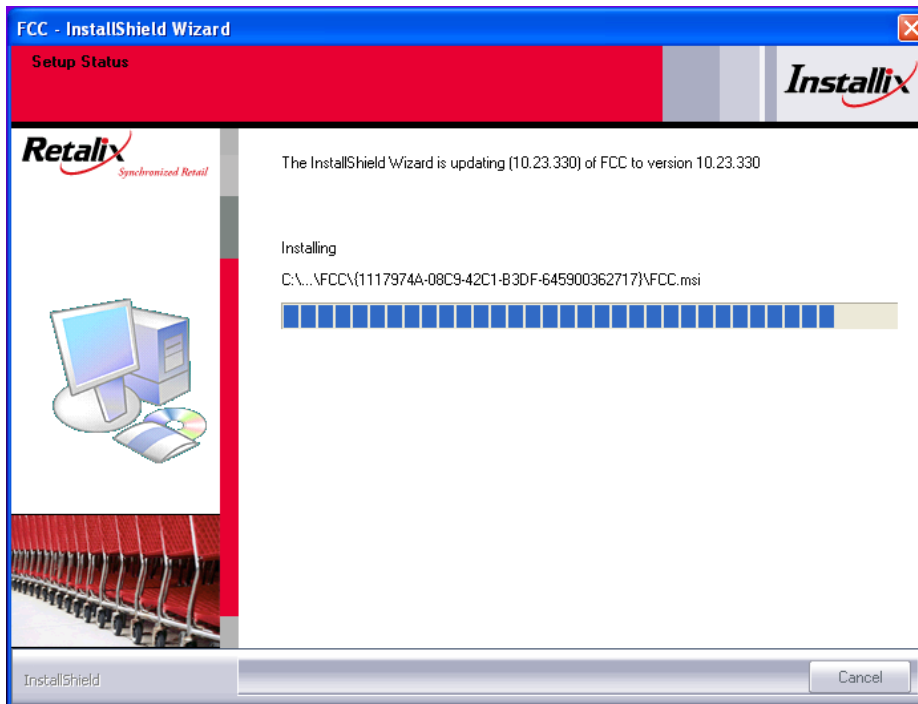 FCC - InstallShield Wizard
Setup Status
Installix
Retalix
Synchronized Retail
The InstallShield Wizard is updating (10.23.330) of FCC to version 10.23.330
Installing
C:\...\FCC\{1117974A-08C9-42C1-B3DF-645900362717}\FCC.msi
InstallShield
Cancel